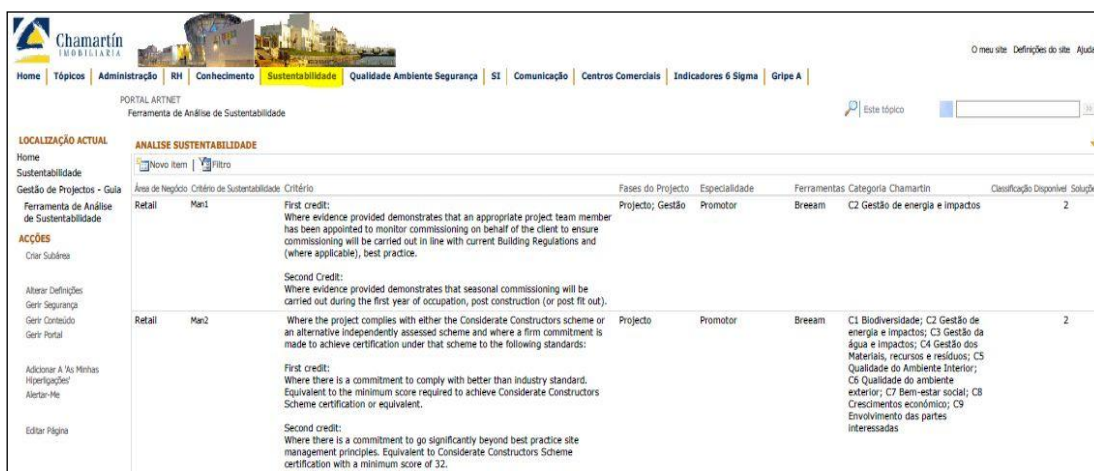 Chamartín
IMOBILIÁRIA
O meu site Definições do site Ajuda
Home Tópicos Administração RH Conhecimento Sustentabilidade Qualidade Ambiente Segurança SI Comunicação Centros Comerciais Indicadores 6 Sigma Gripe A
PORTAL ARTNET
Ferramenta de Análise de Sustentabilidade
Este tópico
LOCALIZAÇÃO ACTUAL
Home
Sustentabilidade
Gestão de Projectos - Guia
Ferramenta de Análise
de Sustentabilidade
ACÇÕES
Criar Subárea
Alterar Definições
Gerir Segurança
Gerir Conteúdo
Gerir Portal
Adicionar A 'As Minhas
Hiperligações'
Alertar-Me
Editar Página
ANALISE SUSTENTABILIDADE
Novo item | Filtro
Área de Negócio Critério de Sustentabilidade Critério Fases do Projecto Especialidade Ferramentas Categoria Chamartin Classificação Disponível
Retail Man1 First credit: Projecto; Gestão Promotor Breeam C2 Gestão de energia e impactos 2
Where evidence provided demonstrates that an appropriate project team member
has been appointed to monitor commissioning on behalf of the client to ensure
commissioning will be carried out in line with current Building Regulations and
(where applicable), best practice.
Second Credit:
Where evidence provided demonstrates that seasonal commissioning will be
carried out during the first year of occupation, post construction (or post fit out).
Retail Man2 Where the project complies with either the Considerate Constructors scheme or Projecto Promotor Breeam C1 Biodiversidade; C2 Gestão de 2
an alternative independently assessed scheme and where a firm commitment is energia e impactos; C3 Gestão da
made to achieve certification under that scheme to the following standards: água e impactos; C4 Gestão dos
Materiais, recursos e resíduos; C5
First credit: Qualidade do Ambiente Interior;
Where there is a commitment to comply with better than industry standard. C6 Qualidade do ambiente
Equivalent to the minimum score required to achieve Considerate Constructors exterior; C7 Bem-estar social; C8
Scheme certification or equivalent. Crescimentos económico; C9
Envolvimento das partes
Second credit: interessadas
Where there is a commitment to go significantly beyond best practice site
management principles. Equivalent to Considerate Constructors Scheme
certification with a minimum score of 32.